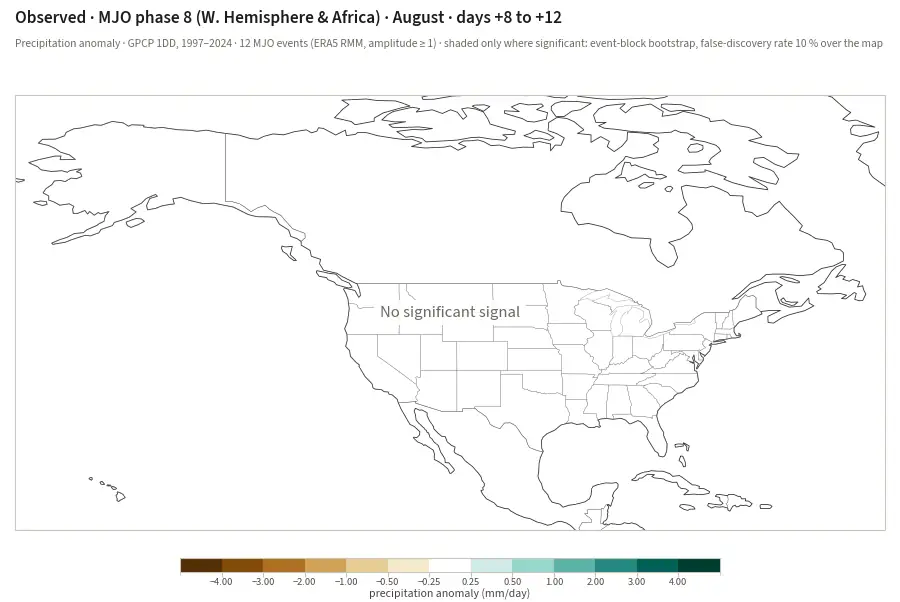 Observed · MJO phase 8 (W. Hemisphere & Africa) · August · days +8 to +12
Precipitation anomaly · GPCP 1DD, 1997–2024 · 12 MJO events (ERA5 RMM, amplitude ≥ 1) · shaded only where significant: event-block bootstrap, false-discovery rate 10 % over the map
No significant signal
−4.00 −3.00 −2.00 −1.00 −0.50 −0.25 0.25 0.50 1.00 2.00 3.00 4.00
precipitation anomaly (mm/day)